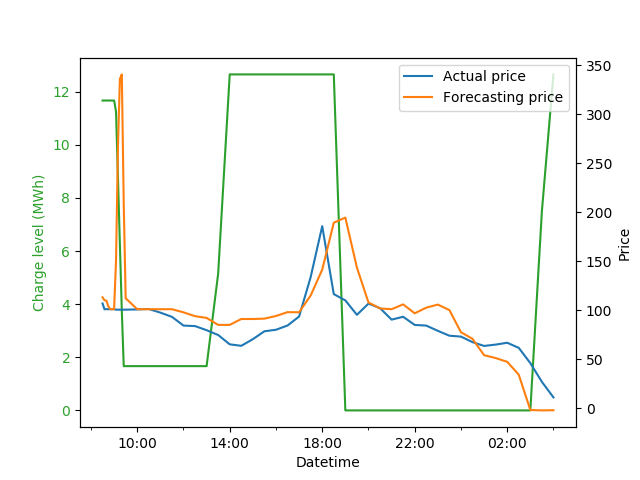 Actual price
Forecasting price
Charge level (MWh)
12
10
8
6
4
2
0
350
300
250
200
150
100
50
0
Price
10:00 14:00 18:00 22:00 02:00
Datetime